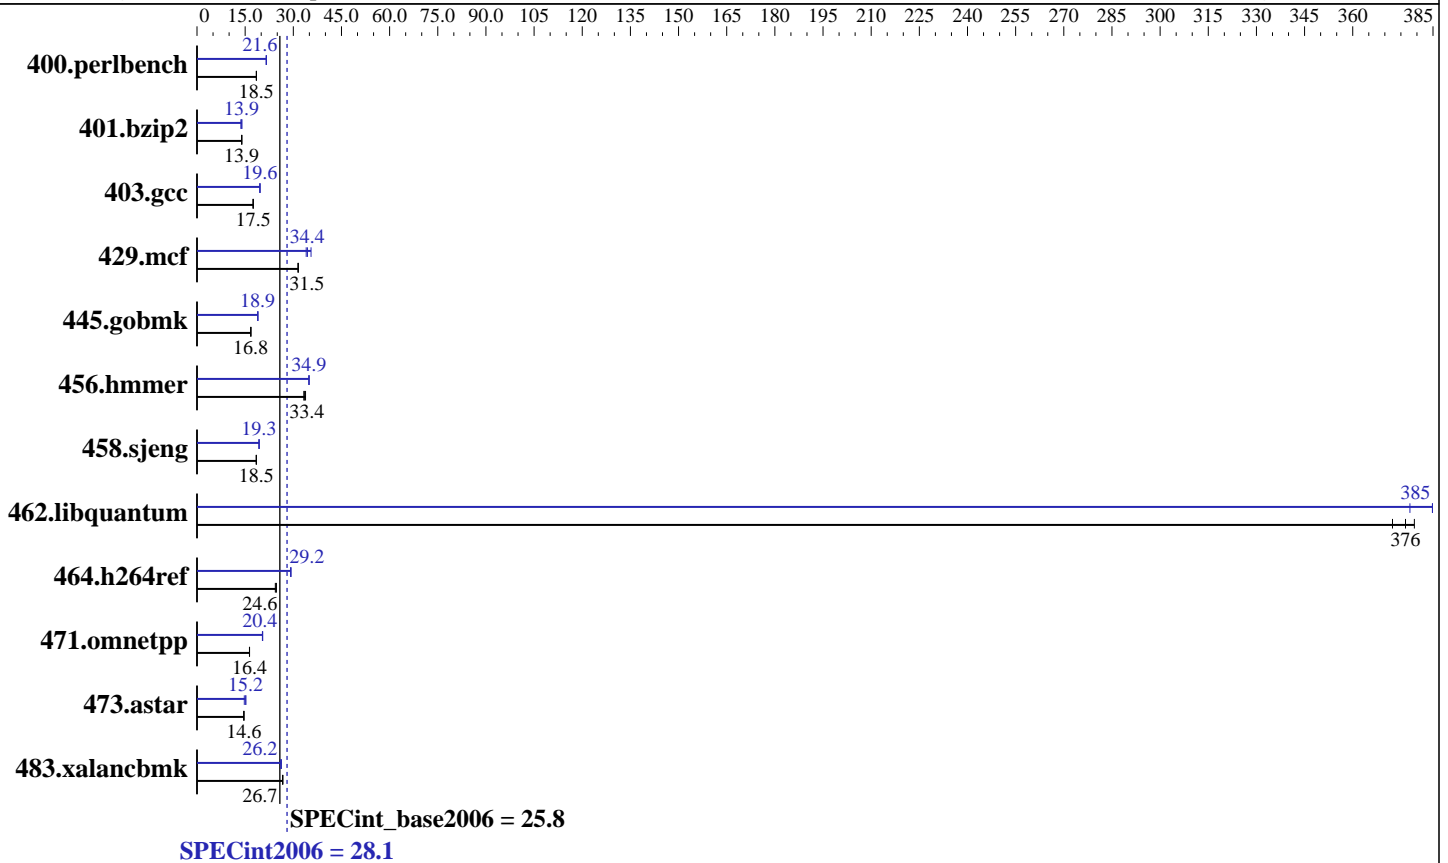 0 15.0 30.0 45.0 60.0 75.0 90.0 105 120 135 150 165 180 195 210 225 240 255 270 285 300 315 330 345 360 385
21.6
400.perlbench
18.5
13.9
401.bzip2
13.9
19.6
403.gcc
17.5
34.4
429.mcf
31.5
18.9
445.gobmk
16.8
34.9
456.hmmer
33.4
19.3
458.sjeng
18.5
385
462.libquantum
376
29.2
464.h264ref
24.6
20.4
471.omnetpp
16.4
15.2
473.astar
14.6
26.2
483.xalancbmk
26.7
SPECint_base2006 = 25.8
SPECint2006 = 28.1